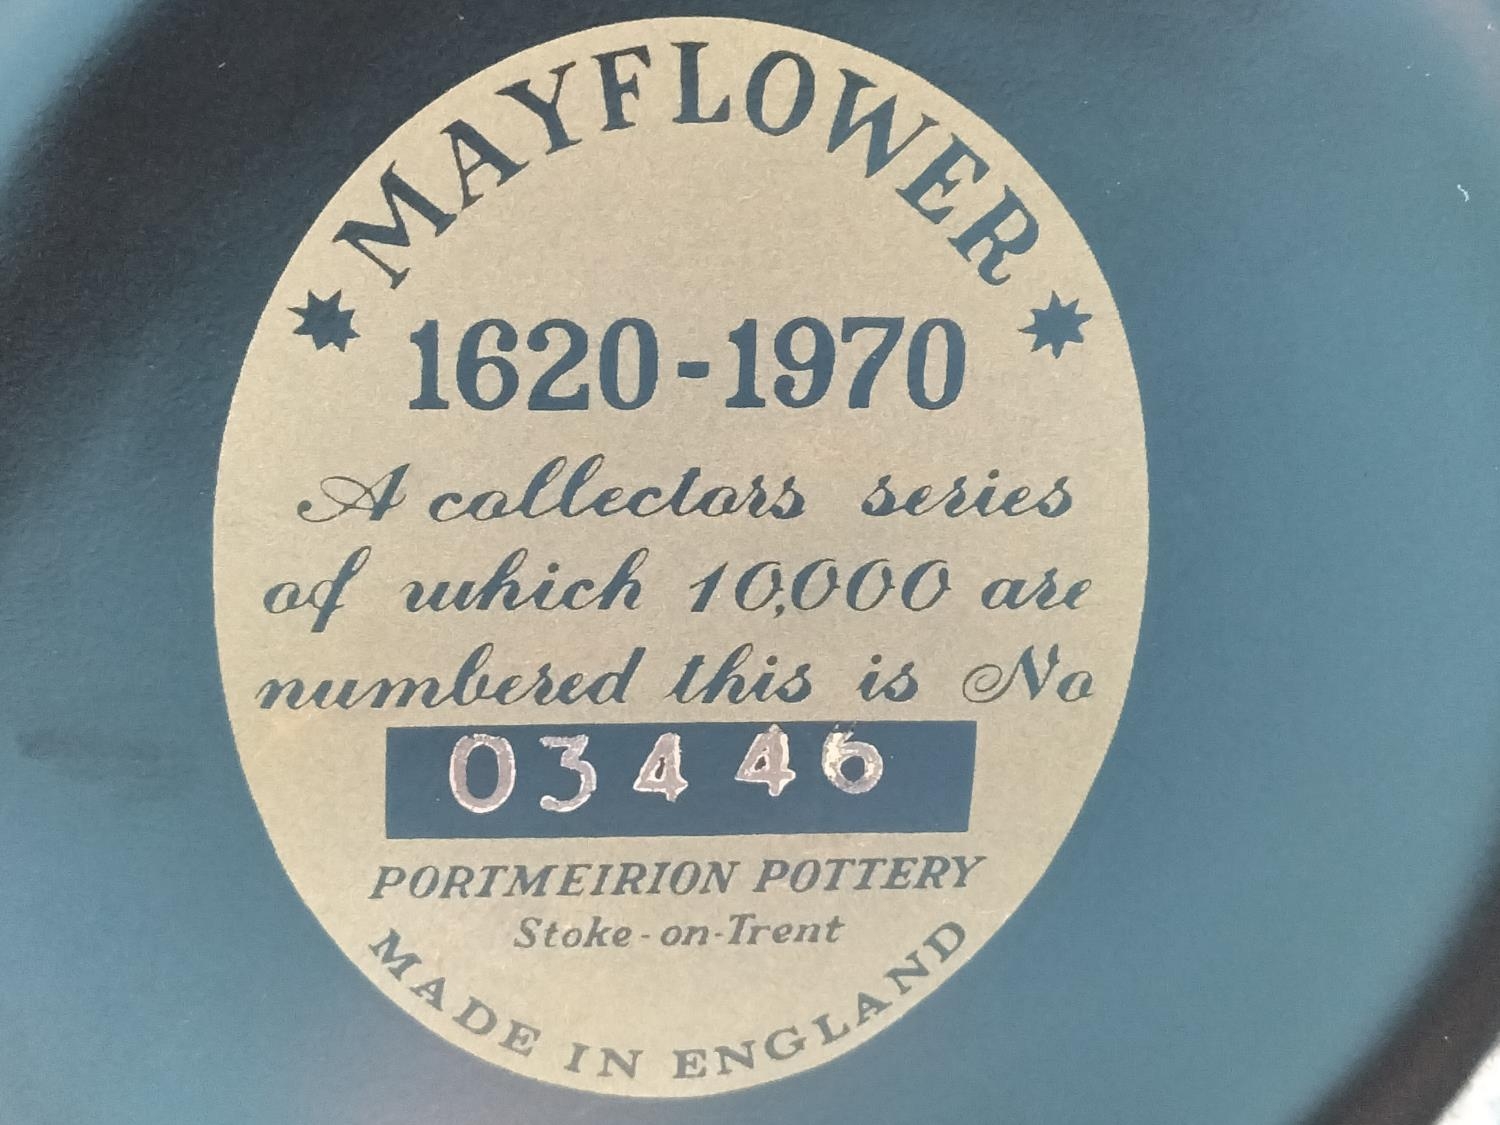 MAYFLOWER
1620-1970
A collectors series
of which 10,000 are
numbered this is No
03446
PORTMEIRION POTTERY
Stoke-on-Trent
MADE IN ENGLAND